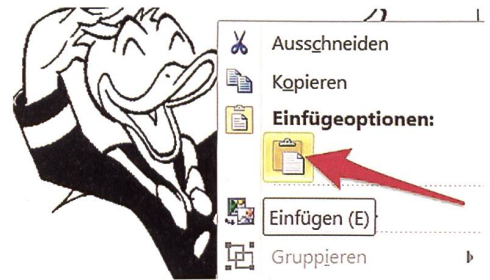 Ausschneiden
Kopieren
Einfügeoptionen:
Einfügen (E)
Gruppieren